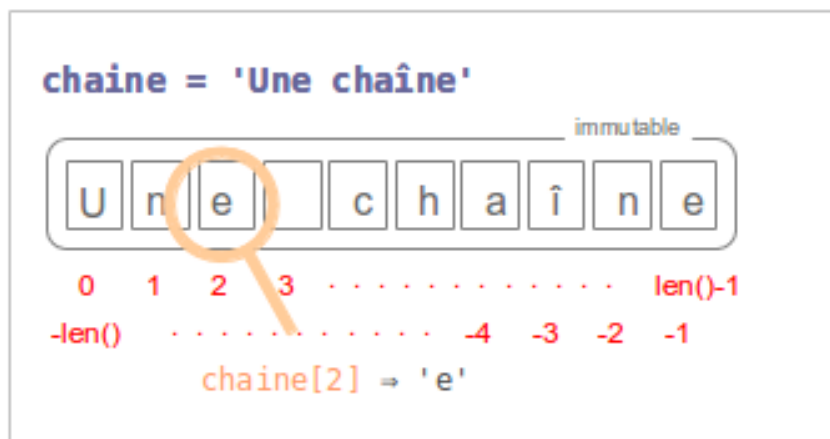 chaine = 'Une chaîne'
immutable
U n e c h a î n e
0 1 2 3 · · · · · · · · · · · · · len()-1
-len() · · · · · · · · · · · · -4 -3 -2 -1
chaine[2] ⇒ 'e'